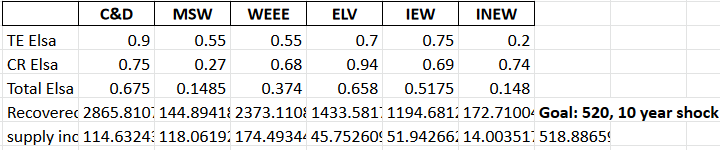 C&D MSW WEEE ELV IEW INEW
TE Elsa 0.9 0.55 0.55 0.7 0.75 0.2
CR Elsa 0.75 0.27 0.68 0.94 0.69 0.74
Total Elsa 0.675 0.1485 0.374 0.658 0.5175 0.148
Recovered 2865.8107 144.89418 2373.1108 1433.5817 1194.6812 172.71004 Goal: 520, 10 year shock
supply inc 114.63243 118.06192 174.49344 45.752609 51.942662 14.003517 518.88659